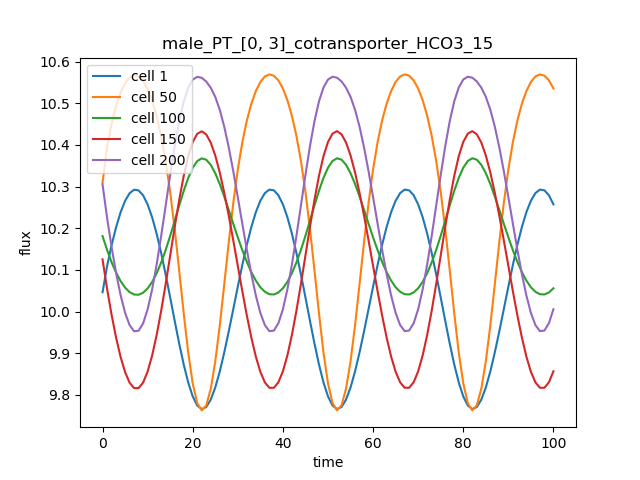 male_PT_[0, 3]_cotransporter_HCO3_15
10.6
10.5
10.4
10.3
10.2
10.1
10.0
9.9
9.8
flux
cell 1
cell 50
cell 100
cell 150
cell 200
0
20
40
60
80
100
time